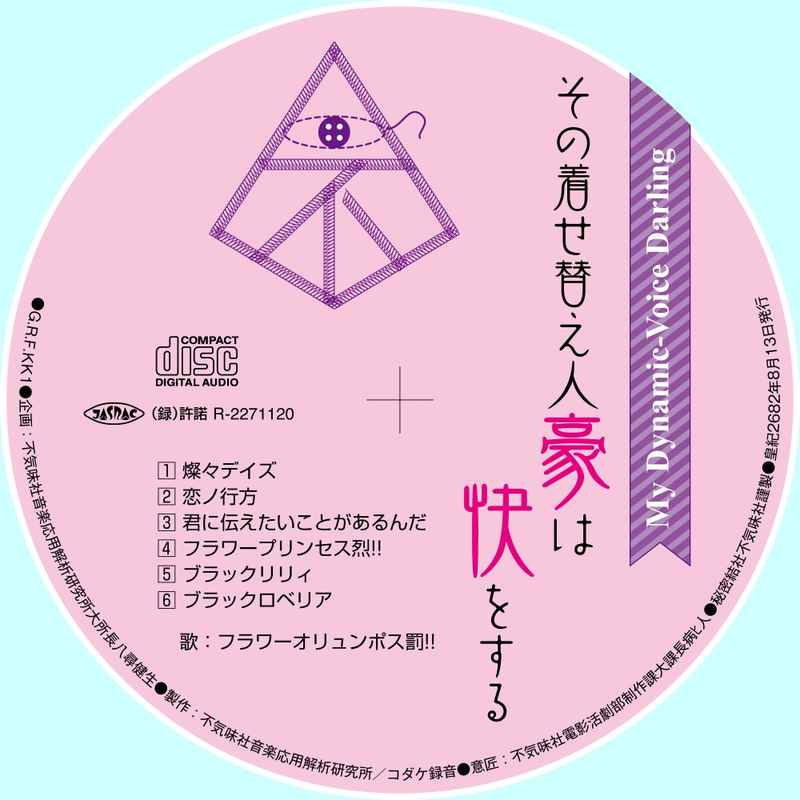 その着せ替え人豪は
快をする
My Dynamic-Voice Darling
COMPACT
disc
DIGITAL AUDIO
JASRAC
(録)許諾 R-2271120
1 燦々デイズ
2 恋ノ行方
3 君に伝えたいことがあるんだ
4 フラワープリンセス烈!!
5 ブラックリリィ
6 ブラックロベリア
歌：フラワーオリュンポス罰!!
●G.R.F.KK1●企画：不気味社音楽応用解析研究所大所長八尋健生●製作：不気味社音楽応用解析研究所／コダケ録音●意匠：不気味社電影活劇部制作課大課長病ﾋ人●秘密結社不気味社謹製●皇紀2682年8月13日発行